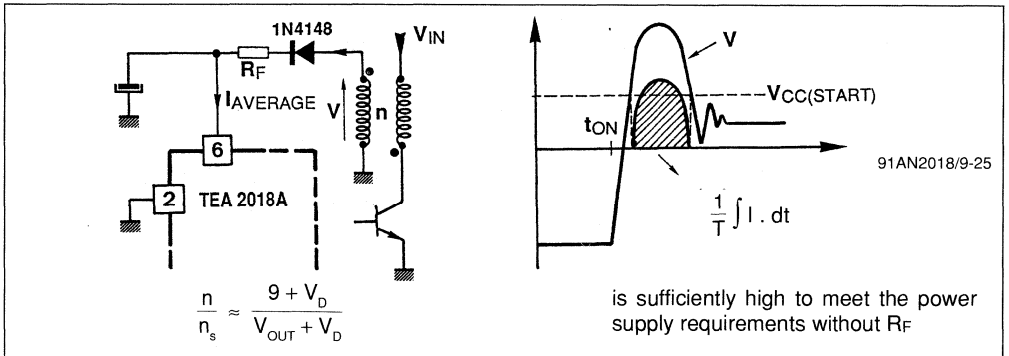 1N4148
V_IN
R_F
I_AVERAGE
V
n
6
2
TEA 2018A
n/n_s ≈ (9 + V_D)/(V_OUT + V_D)
V
V_CC(START)
t_ON
91AN2018/9-25
1/T ∫ I . dt
is sufficiently high to meet the power
supply requirements without R_F